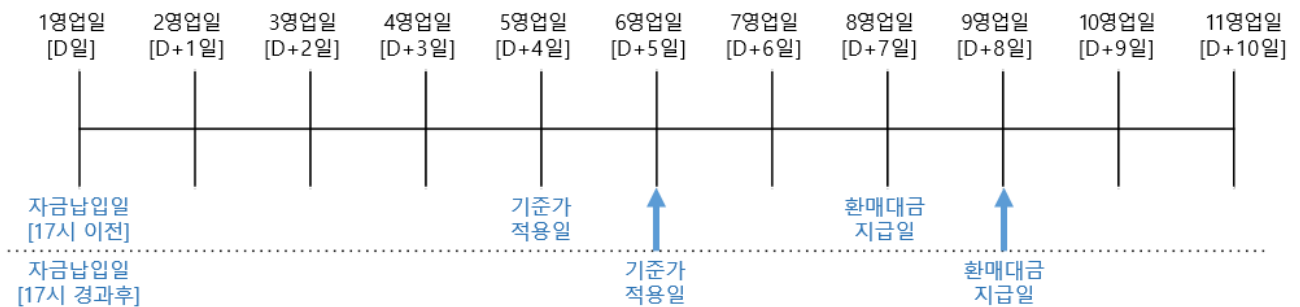 1영업일 2영업일 3영업일 4영업일 5영업일 6영업일 7영업일 8영업일 9영업일 10영업일 11영업일
[D일] [D+1일] [D+2일] [D+3일] [D+4일] [D+5일] [D+6일] [D+7일] [D+8일] [D+9일] [D+10일]
자금납입일 기준가 환매대금
[17시 이전] 적용일 지급일
자금납입일 기준가 환매대금
[17시 경과후] 적용일 지급일